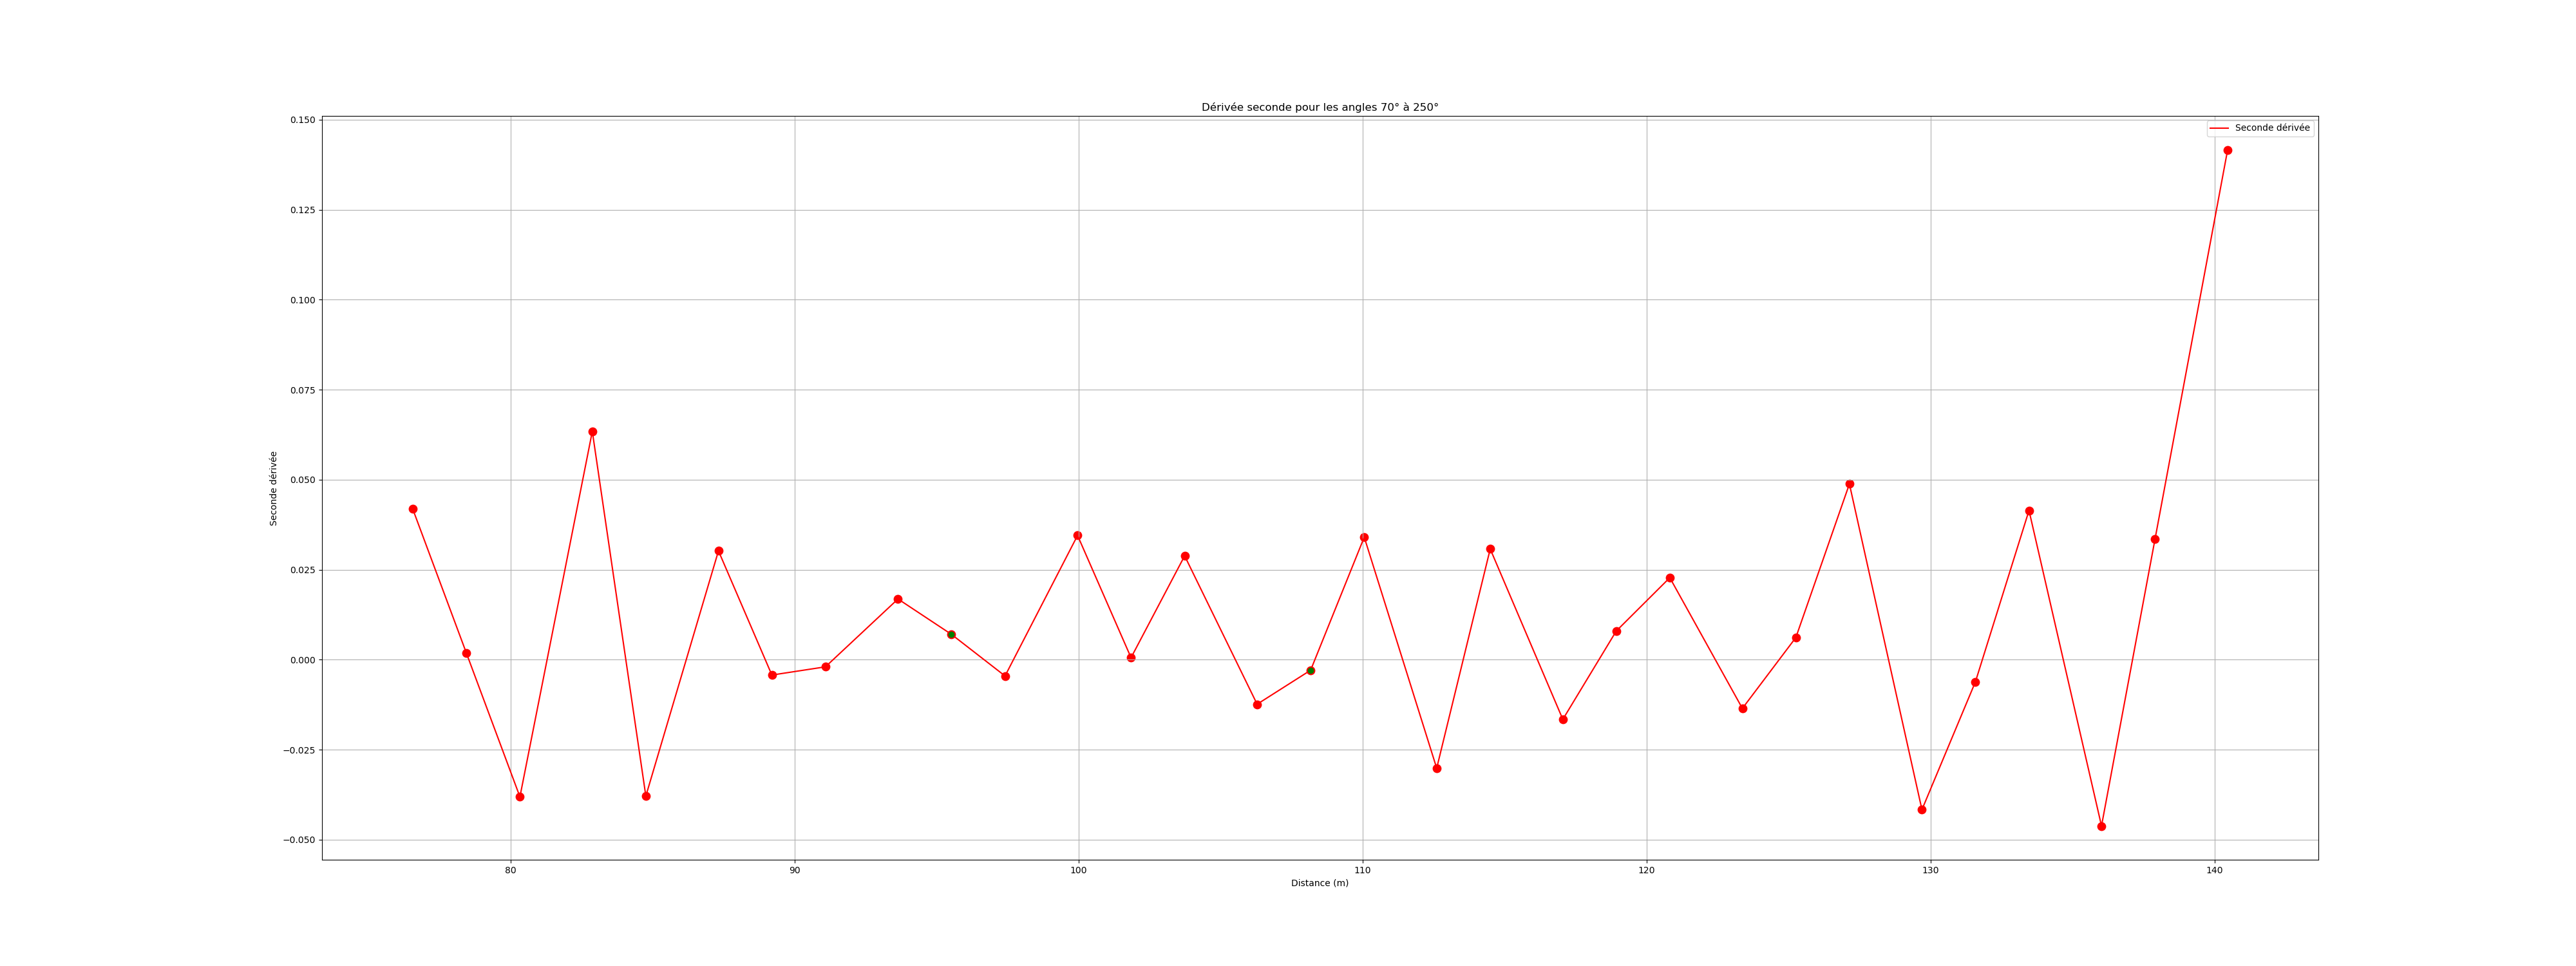 Dérivée seconde pour les angles 70° à 250°
Seconde dérivée
0.150
0.125
0.100
0.075
0.050
0.025
0.000
−0.025
−0.050
Seconde dérivée
80 90 100 110 120 130 140
Distance (m)